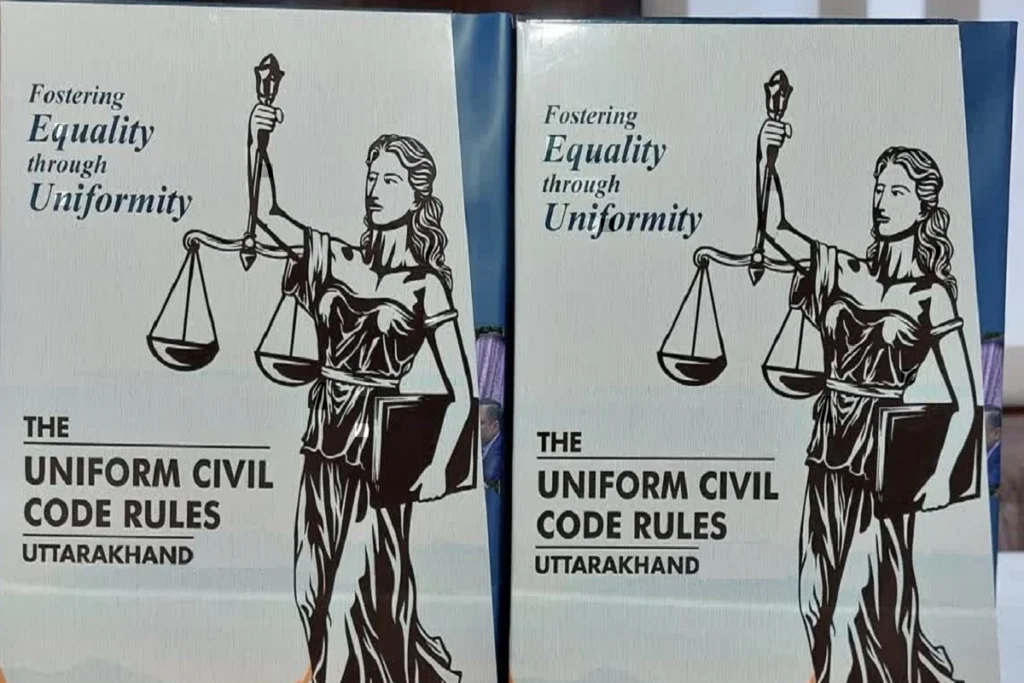 Fostering
Equality
through
Uniformity
THE
UNIFORM CIVIL
CODE RULES
UTTARAKHAND
Fostering
Equality
through
Uniformity
THE
UNIFORM CIVIL
CODE RULES
UTTARAKHAND